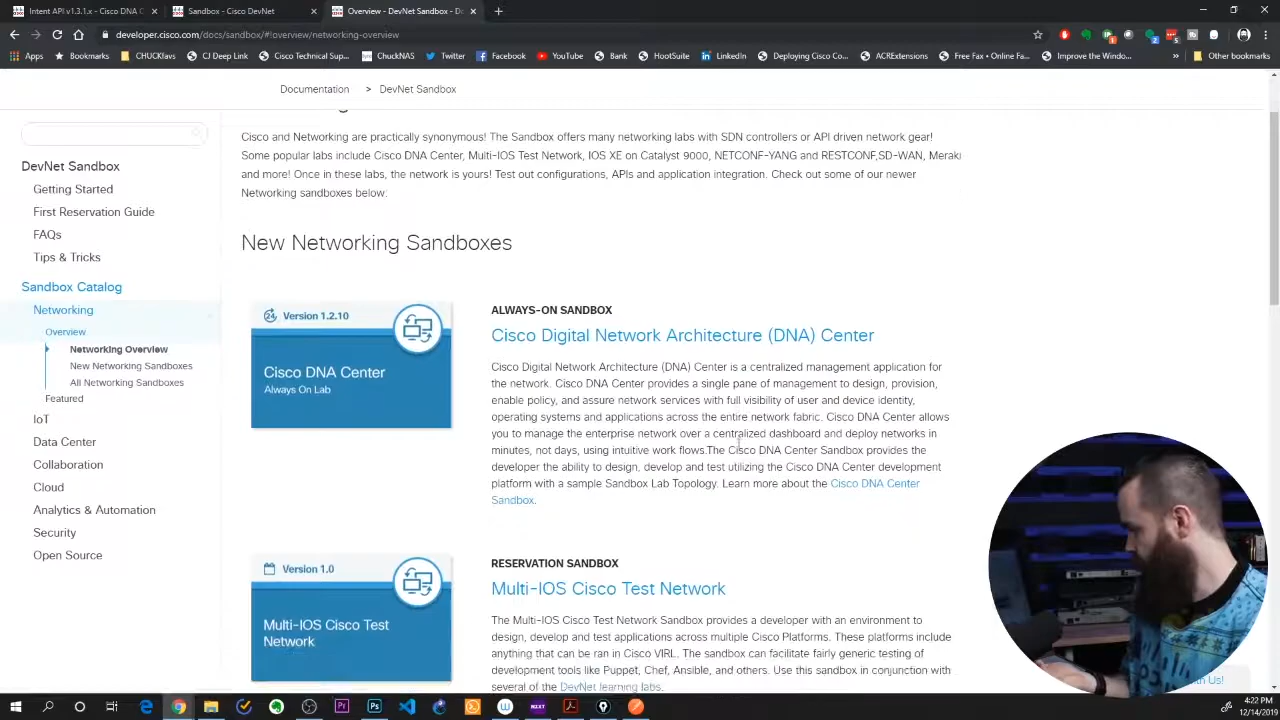 Intent API v1.3.1.x - Cisco DNA C
Sandbox - Cisco DevNet
Overview - DevNet Sandbox - Dc
developer.cisco.com/docs/sandbox/#!overview/networking-overview
Apps
Bookmarks
CHUCKfavs
CJ Deep Link
Cisco Technical Sup...
ChuckNAS
Twitter
Facebook
YouTube
Bank
HootSuite
LinkedIn
Deploying Cisco Co...
ACRExtensions
Free Fax • Online Fa...
Improve the Windo...
Other bookmarks
Documentation > DevNet Sandbox
Cisco and Networking are practically synonymous! The Sandbox offers many networking labs with SDN controllers or API driven network gear!
Some popular labs include Cisco DNA Center, Multi-IOS Test Network, IOS XE on Catalyst 9000, NETCONF-YANG and RESTCONF,SD-WAN, Meraki
and more! Once in these labs, the network is yours! Test out configurations, APIs and application integration. Check out some of our newer
Networking sandboxes below:
DevNet Sandbox
Getting Started
First Reservation Guide
FAQs
Tips & Tricks
Sandbox Catalog
Networking
Overview
Networking Overview
New Networking Sandboxes
All Networking Sandboxes
Featured
IoT
Data Center
Collaboration
Cloud
Analytics & Automation
Security
Open Source
New Networking Sandboxes
24 Version 1.2.10
Cisco DNA Center
Always On Lab
ALWAYS-ON SANDBOX
Cisco Digital Network Architecture (DNA) Center
Cisco Digital Network Architecture (DNA) Center is a centralized management application for
the network. Cisco DNA Center provides a single pane of management to design, provision,
enable policy, and assure network services with full visibility of user and device identity,
operating systems and applications across the entire network fabric. Cisco DNA Center allows
you to manage the enterprise network over a centralized dashboard and deploy networks in
minutes, not days, using intuitive work flows.The Cisco DNA Center Sandbox provides the
developer the ability to design, develop and test utilizing the Cisco DNA Center development
platform with a sample Sandbox Lab Topology. Learn more about the Cisco DNA Center
Sandbox.
Version 1.0
Multi-IOS Cisco Test
Network
RESERVATION SANDBOX
Multi-IOS Cisco Test Network
The Multi-IOS Cisco Test Network Sandbox provides a developer with an environment to
design, develop and test applications across multiple Cisco Platforms. These platforms include
anything that can be ran in Cisco VIRL. The sandbox can facilitate fairly generic testing of
development tools like Puppet, Chef, Ansible, and others. Use this sandbox in conjunction with
several of the DevNet learning labs.
Us!
4:22 PM
12/14/2019